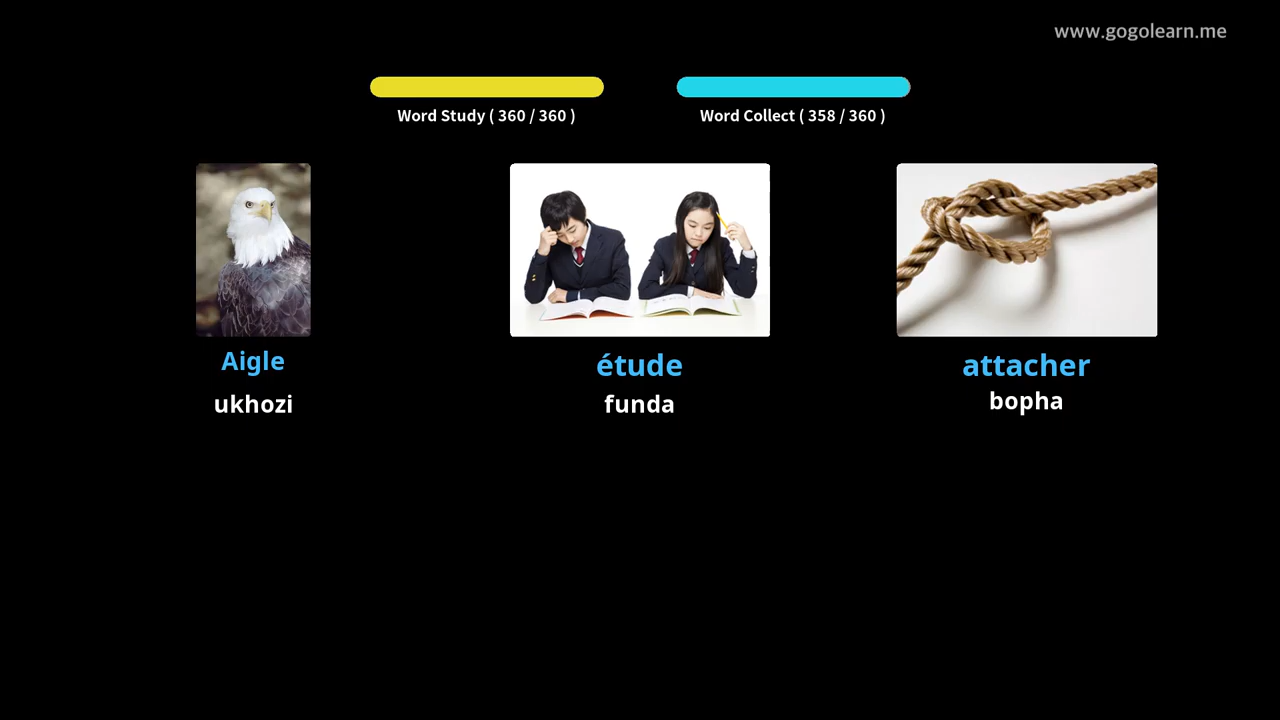 www.gogolearn.me
Word Study ( 360 / 360 )
Word Collect ( 358 / 360 )
Aigle
ukhozi
étude
funda
attacher
bopha